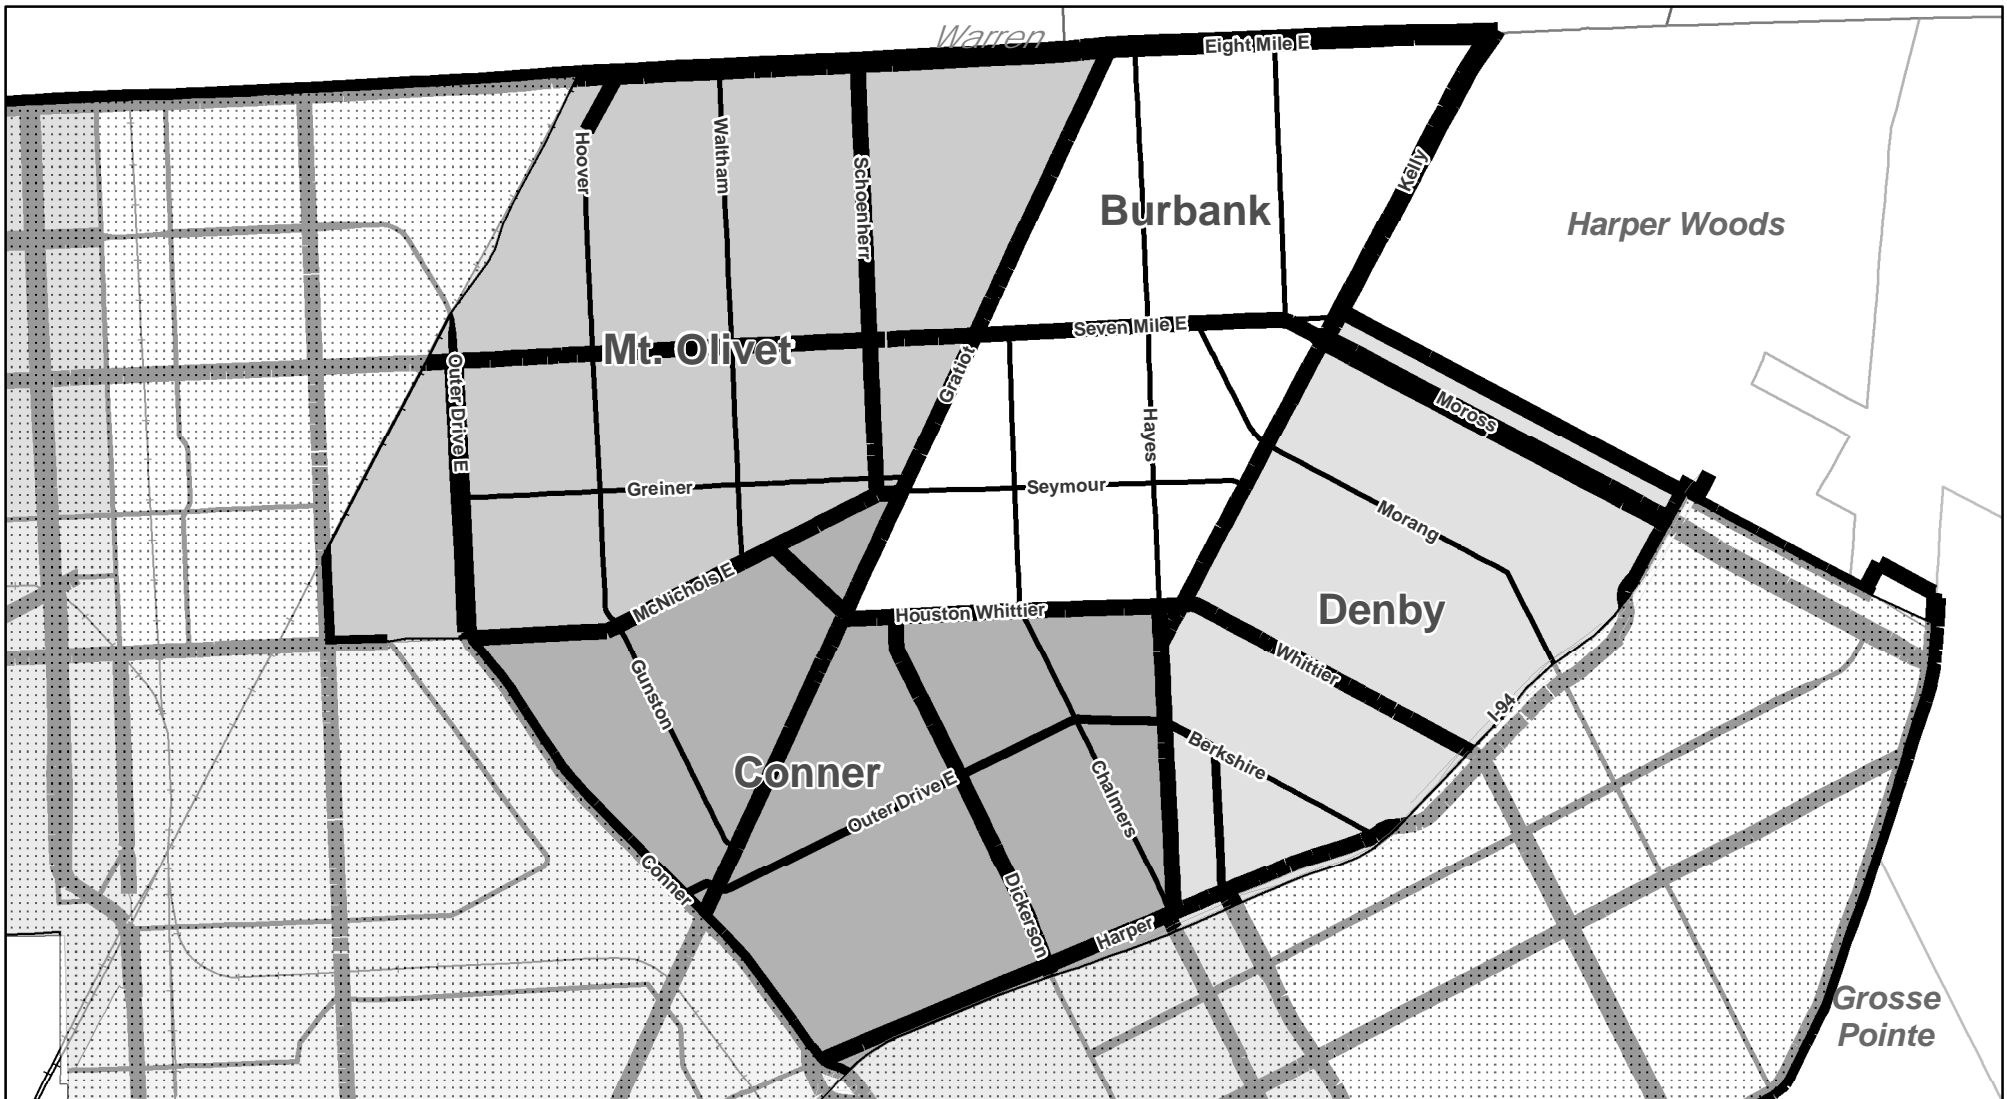 Warren
Eight Mile E
Hoover
Waltham
Schoenherr
Kelly
Burbank
Harper Woods
Mt. Olivet
Seven Mile E
Gratiot
Outer Drive E
Hayes
Moross
Greiner
Seymour
Morang
McNichols E
Houston Whittier
Denby
Gunston
Whittier
I-94
Conner
Outer Drive E
Chalmers
Berkshire
Conner
Dickerson
Harper
Grosse
Pointe